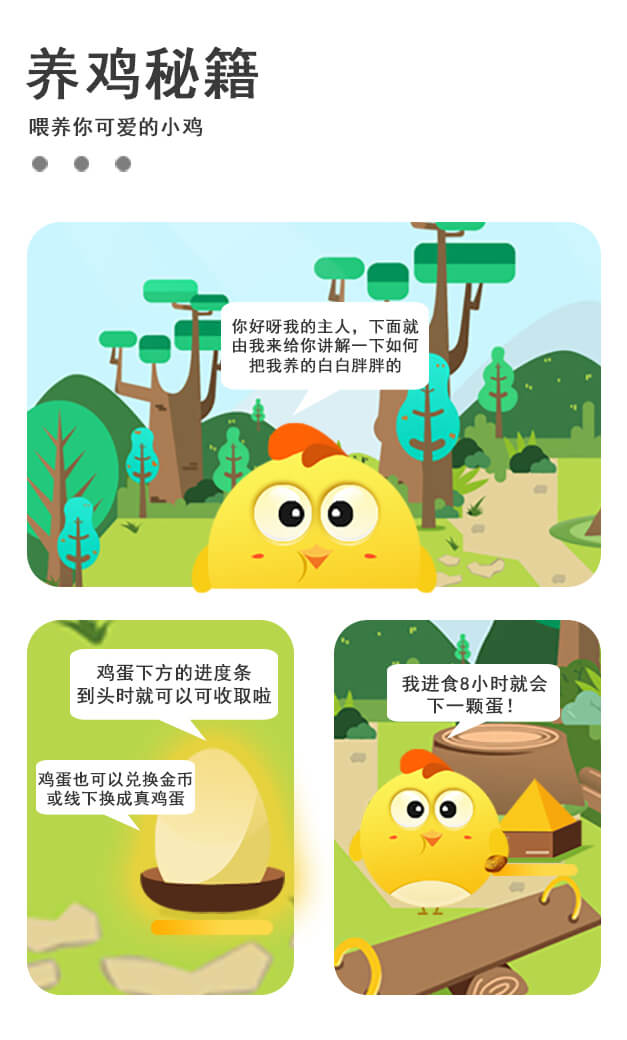 养鸡秘籍
喂养你可爱的小鸡
你好呀我的主人，下面就
由我来给你讲解一下如何
把我养的白白胖胖的
鸡蛋下方的进度条
到头时就可以可收取啦
鸡蛋也可以兑换金币
或线下换成真鸡蛋
我进食8小时就会
下一颗蛋！